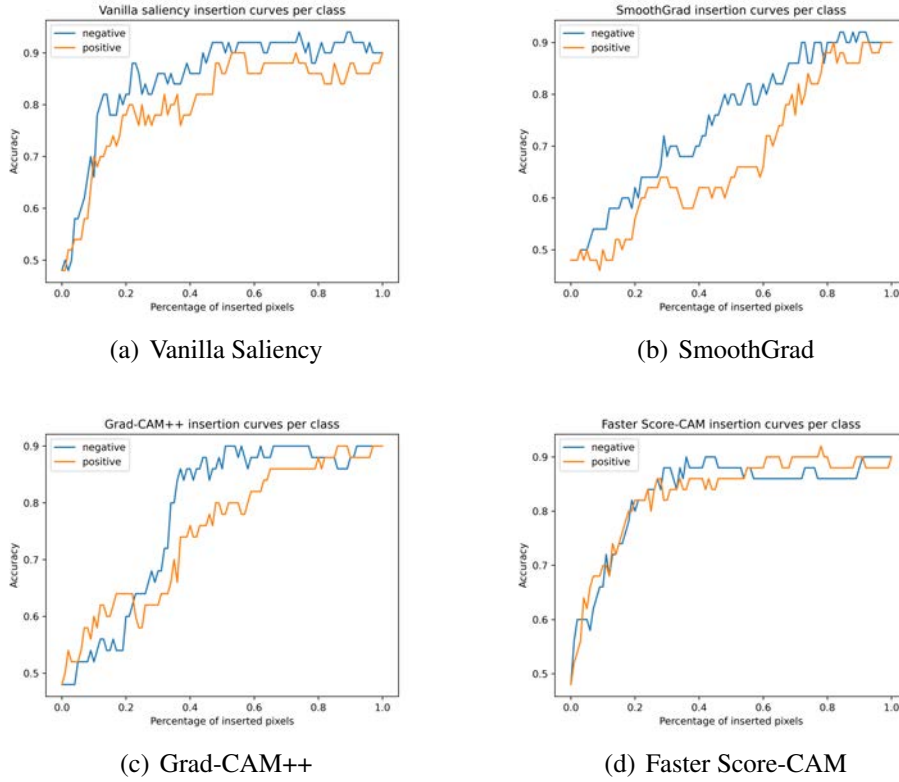 Vanilla saliency insertion curves per class
negative
positive
0.9
0.8
0.7
0.6
0.5
Accuracy
0.0 0.2 0.4 0.6 0.8 1.0
Percentage of inserted pixels
(a) Vanilla Saliency
SmoothGrad insertion curves per class
negative
positive
0.9
0.8
0.7
0.6
0.5
Accuracy
0.0 0.2 0.4 0.6 0.8 1.0
Percentage of inserted pixels
(b) SmoothGrad
Grad-CAM++ insertion curves per class
negative
positive
0.9
0.8
0.7
0.6
0.5
Accuracy
0.0 0.2 0.4 0.6 0.8 1.0
Percentage of inserted pixels
(c) Grad-CAM++
Faster Score-CAM insertion curves per class
negative
positive
0.9
0.8
0.7
0.6
0.5
Accuracy
0.0 0.2 0.4 0.6 0.8 1.0
Percentage of inserted pixels
(d) Faster Score-CAM